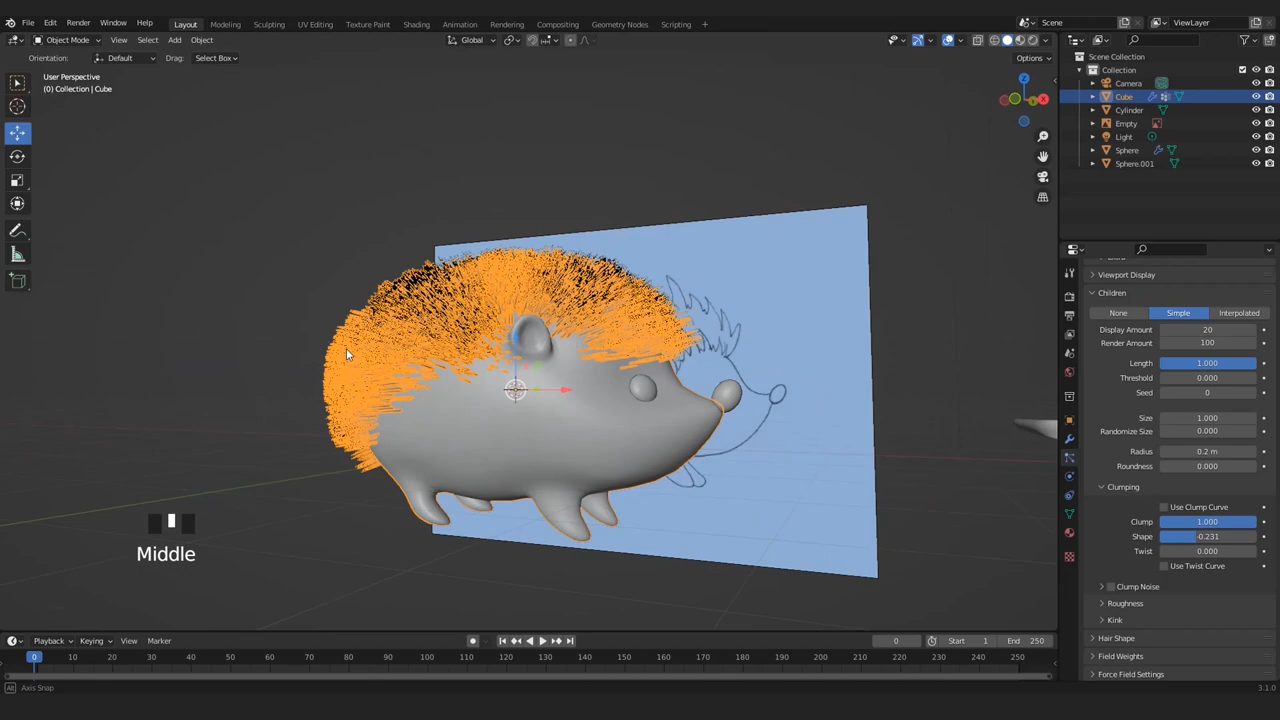 File Edit Render Window Help Layout Modeling Sculpting UV Editing Texture Paint Shading Animation Rendering Compositing Geometry Nodes Scripting + Scene ViewLayer
Object Mode View Select Add Object Global
Orientation: Default Drag: Select Box Options
User Perspective
(0) Collection | Cube
Z
X
Y
Middle
Scene Collection
Collection
Camera
Cube
Cylinder
Empty
Light
Sphere
Sphere.001
Viewport Display
Children
None Simple Interpolated
Display Amount 20
Render Amount 100
Length 1.000
Threshold 0.000
Seed 0
Size 1.000
Randomize Size 0.000
Radius 0.2 m
Roundness 0.000
Clumping
Use Clump Curve
Clump 1.000
Shape -0.231
Twist 0.000
Use Twist Curve
Clump Noise
Roughness
Kink
Hair Shape
Field Weights
Force Field Settings
Playback Keying View Marker 0 Start 1 End 250
0 10 20 30 40 50 60 70 80 90 100 110 120 130 140 150 160 170 180 190 200 210 220 230 240 250
Alt Axis Snap 3.1.0